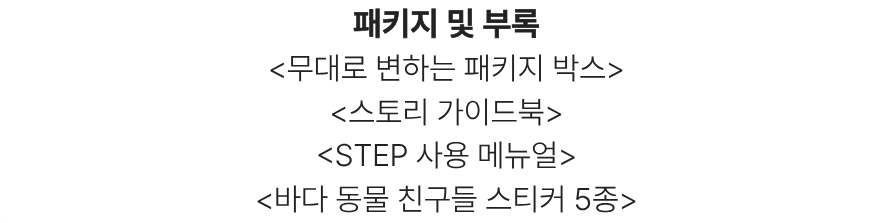 패키지 및 부록
<무대로 변하는 패키지 박스>
<스토리 가이드북>
<STEP 사용 메뉴얼>
<바다 동물 친구들 스티커 5종>